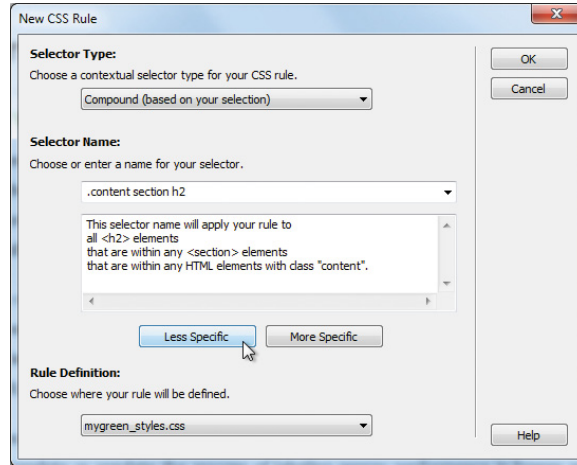 New CSS Rule
Selector Type:
Choose a contextual selector type for your CSS rule.
Compound (based on your selection)
OK
Cancel
Selector Name:
Choose or enter a name for your selector.
.content section h2
This selector name will apply your rule to
all <h2> elements
that are within any <section> elements
that are within any HTML elements with class "content".
Less Specific
More Specific
Rule Definition:
Choose where your rule will be defined.
mygreen_styles.css
Help